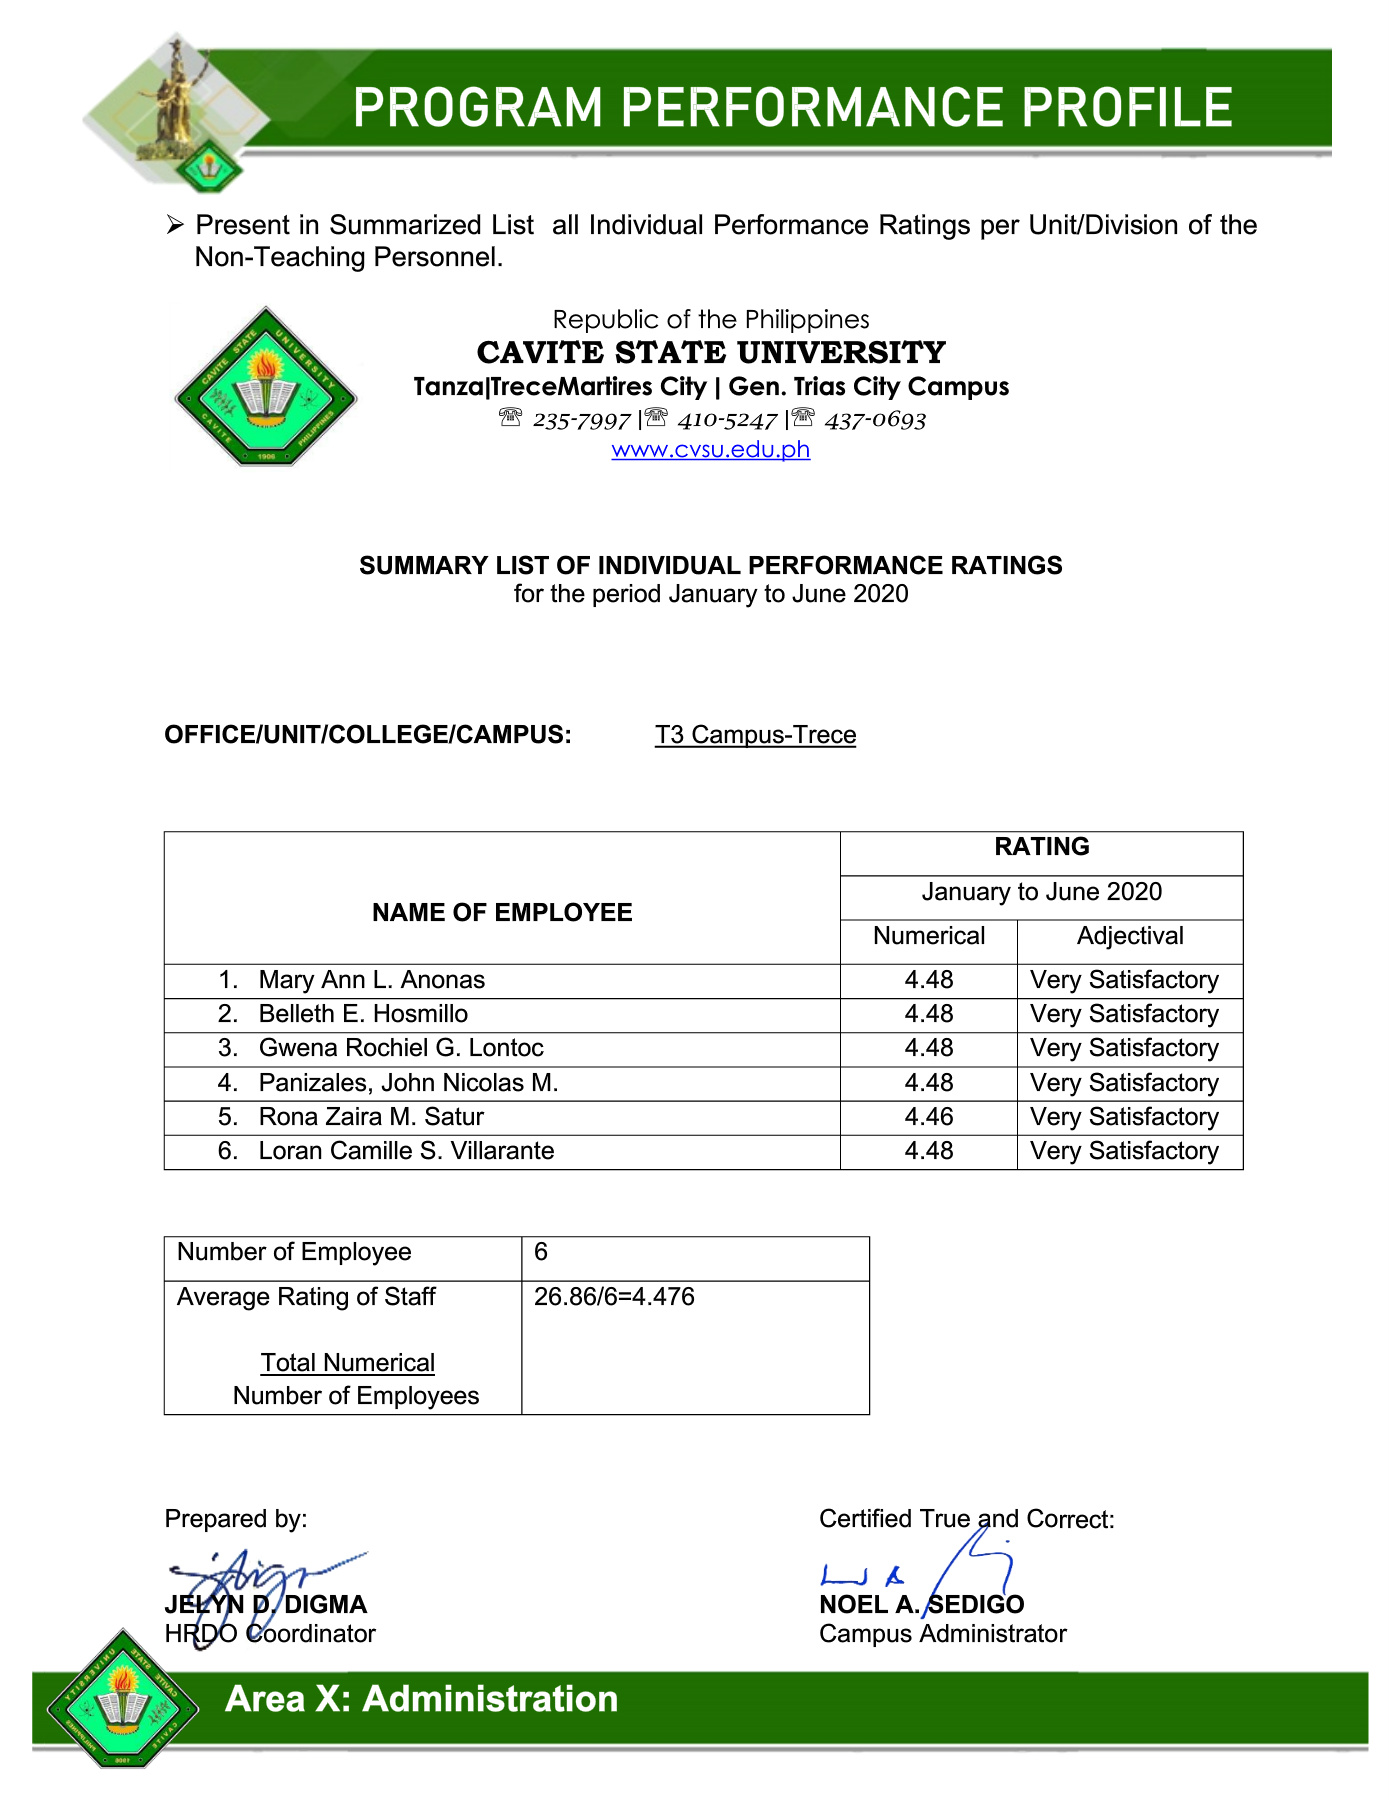 PROGRAM PERFORMANCE PROFILE
➢ Present in Summarized List all Individual Performance Ratings per Unit/Division of the
Non-Teaching Personnel.
CAVITE STATE UNIVERSITY
CAVITE PHILIPPINES
1906
Republic of the Philippines
CAVITE STATE UNIVERSITY
Tanza|TreceMartires City | Gen. Trias City Campus
☏ 235-7997 |☏ 410-5247 |☏ 437-0693
www.cvsu.edu.ph
SUMMARY LIST OF INDIVIDUAL PERFORMANCE RATINGS
for the period January to June 2020
OFFICE/UNIT/COLLEGE/CAMPUS: T3 Campus-Trece
NAME OF EMPLOYEE
RATING
January to June 2020
Numerical Adjectival
1. Mary Ann L. Anonas 4.48 Very Satisfactory
2. Belleth E. Hosmillo 4.48 Very Satisfactory
3. Gwena Rochiel G. Lontoc 4.48 Very Satisfactory
4. Panizales, John Nicolas M. 4.48 Very Satisfactory
5. Rona Zaira M. Satur 4.46 Very Satisfactory
6. Loran Camille S. Villarante 4.48 Very Satisfactory
Number of Employee 6
Average Rating of Staff 26.86/6=4.476
Total Numerical
Number of Employees
Prepared by: Certified True and Correct:
JELYN D. DIGMA NOEL A. SEDIGO
HRDO Coordinator Campus Administrator
CAVITE STATE UNIVERSITY
CAVITE PHILIPPINES
1906
Area X: Administration